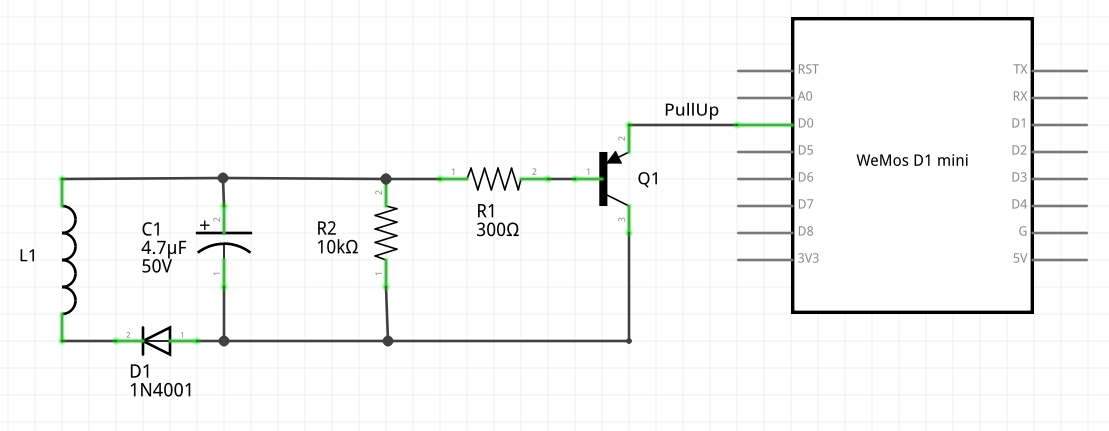 RST
TX
A0
RX
PullUp
D0
D1
2
D5
D2
WeMos D1 mini
1
2
1
Q1
D6
D3
2
R1
300Ω
D7
D4
2
3
+
C1
4.7µF
50V
R2
10kΩ
D8
G
L1
1
1
3V3
5V
2
1
D1
1N4001